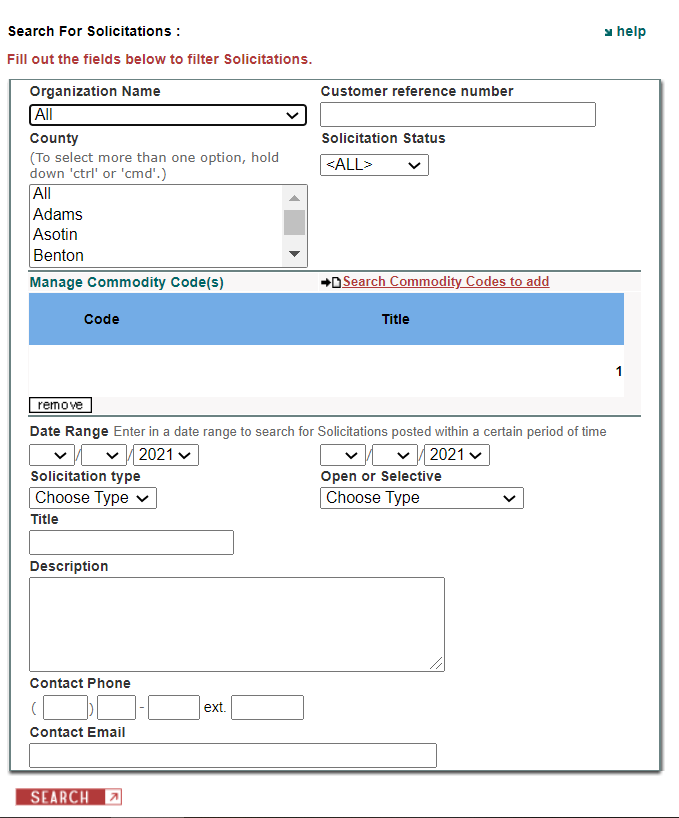 Search For Solicitations :
help
Fill out the fields below to filter Solicitations.
Organization Name
Customer reference number
All
County
Solicitation Status
(To select more than one option, hold
down 'ctrl' or 'cmd'.)
<ALL>
All
Adams
Asotin
Benton
Manage Commodity Code(s)
Search Commodity Codes to add
Code
Title
1
remove
Date Range Enter in a date range to search for Solicitations posted within a certain period of time
/ / 2021
/ / 2021
Solicitation type
Open or Selective
Choose Type
Choose Type
Title
Description
Contact Phone
( ) - ext.
Contact Email
SEARCH